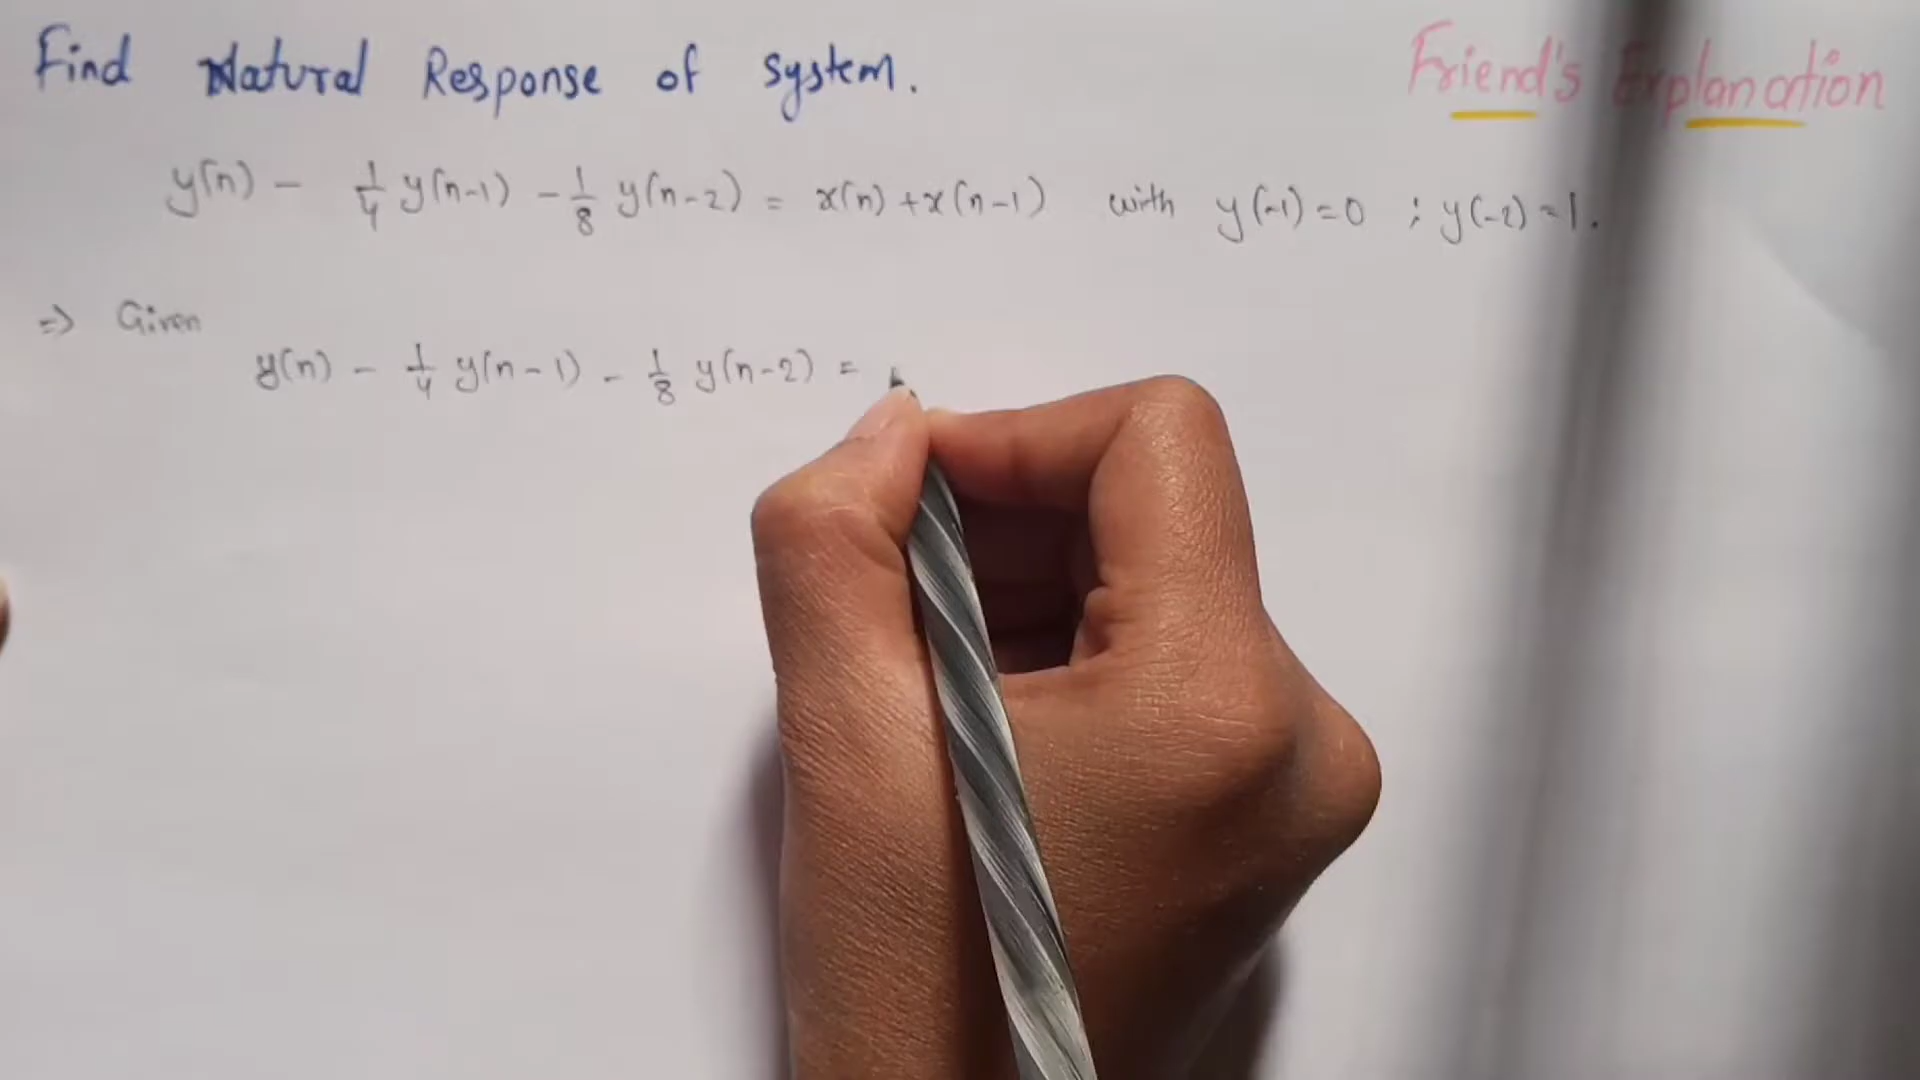 Find Natural Response of system.
Friend's Explanation
y(n) - 1/4 y(n-1) - 1/8 y(n-2) = x(n) + x(n-1) with y(-1) = 0 ; y(-2) = 1.
=> Given
y(n) - 1/4 y(n-1) - 1/8 y(n-2) =